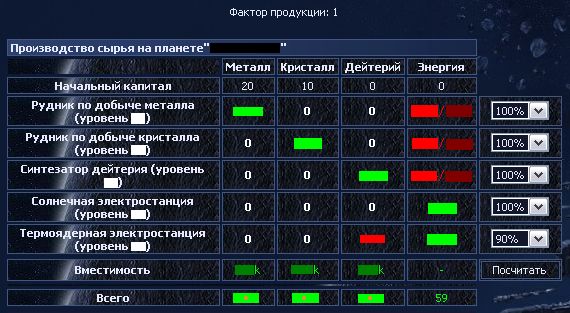 Фактор продукции: 1
Производство сырья на планете" "
Металл Кристалл Дейтерий Энергия
Начальный капитал 20 10 0 0
Рудник по добыче металла (уровень ) 0 0 / 100%
Рудник по добыче кристалла (уровень ) 0 0 / 100%
Синтезатор дейтерия (уровень ) 0 0 / 100%
Солнечная электростанция (уровень ) 0 0 0 100%
Термоядерная электростанция (уровень ) 0 0 90%
Вместимость k k k - Посчитать
Всего 59